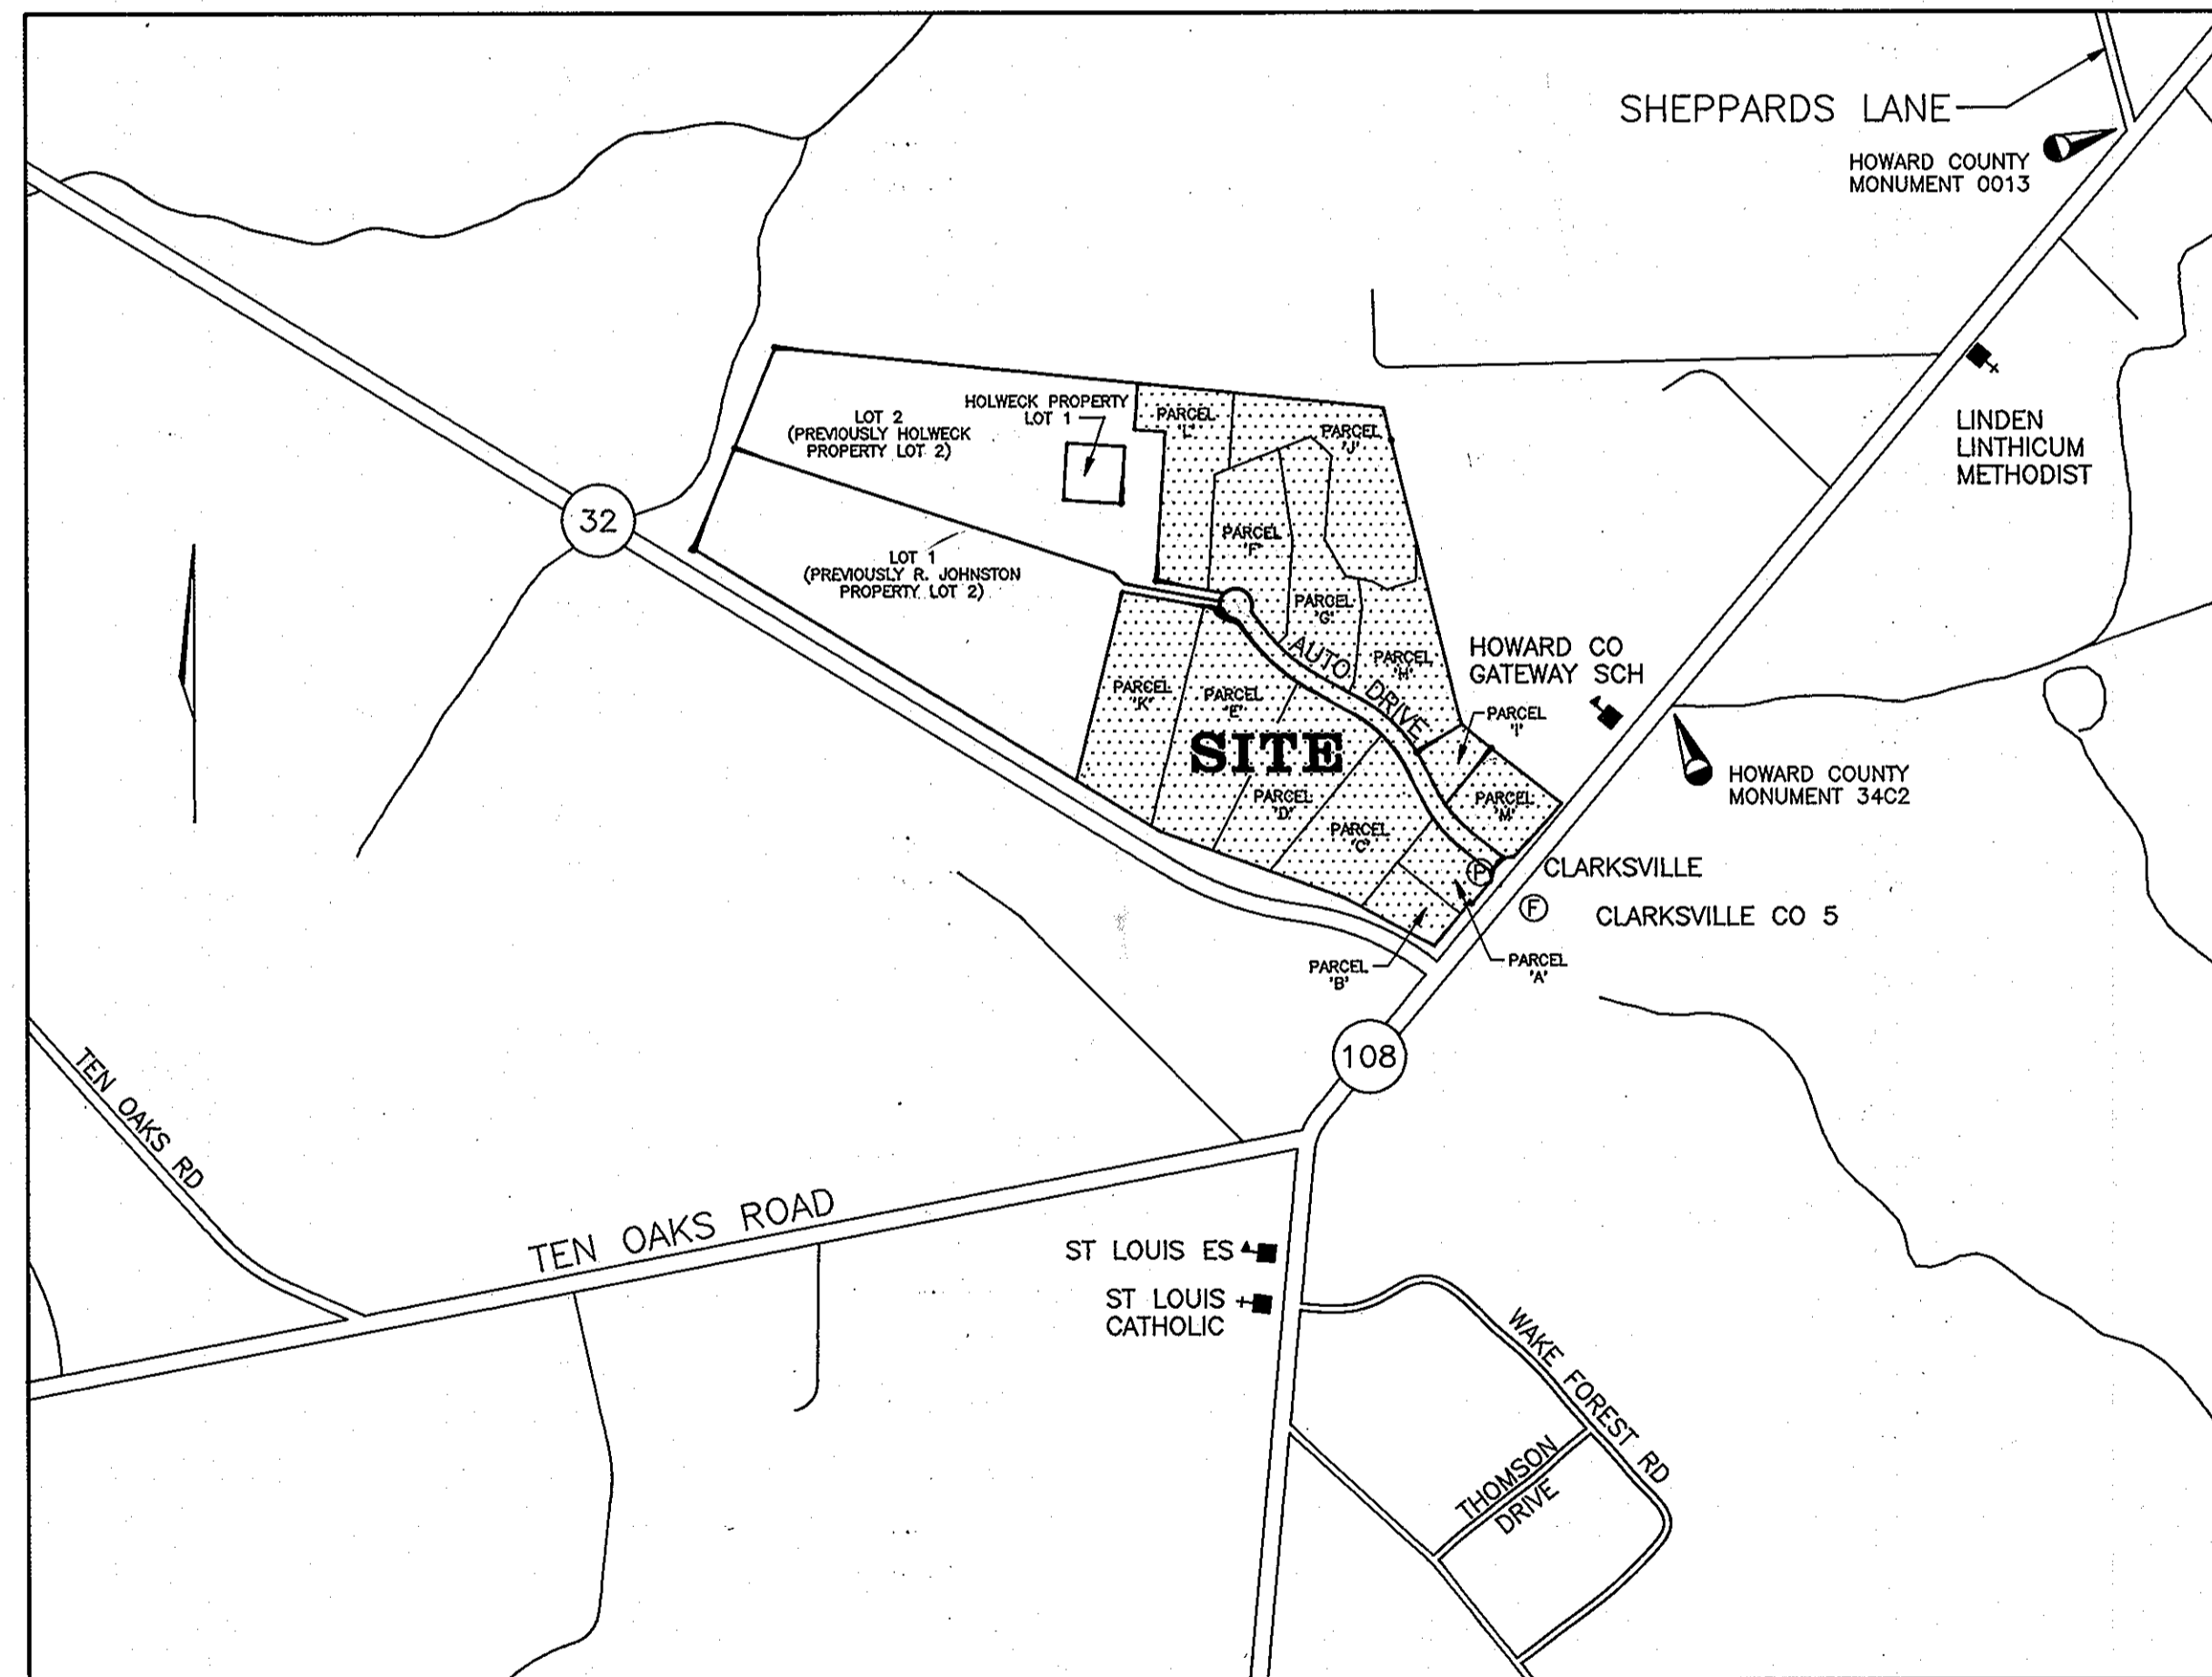 SHEPPARDS LANE
HOWARD COUNTY
MONUMENT 0013
LINDEN
LINTHICUM
METHODIST
HOLWECK PROPERTY
LOT 1
LOT 2
(PREVIOUSLY HOLWECK
PROPERTY LOT 2)
PARCEL
'L'
PARCEL
'J'
32
LOT 1
(PREVIOUSLY R. JOHNSTON
PROPERTY LOT 2)
PARCEL
'F'
PARCEL
'G'
AUTO DRIVE
PARCEL
'H'
HOWARD CO
GATEWAY SCH
PARCEL
'K'
PARCEL
'E'
PARCEL
'I'
SITE
HOWARD COUNTY
MONUMENT 34C2
PARCEL
'D'
PARCEL
'M'
PARCEL
'C'
P
CLARKSVILLE
F
CLARKSVILLE CO 5
PARCEL
'B'
PARCEL
'A'
108
TEN OAKS RD
TEN OAKS ROAD
ST LOUIS ES
ST LOUIS
CATHOLIC
WAKE FOREST RD
THOMSON
DRIVE